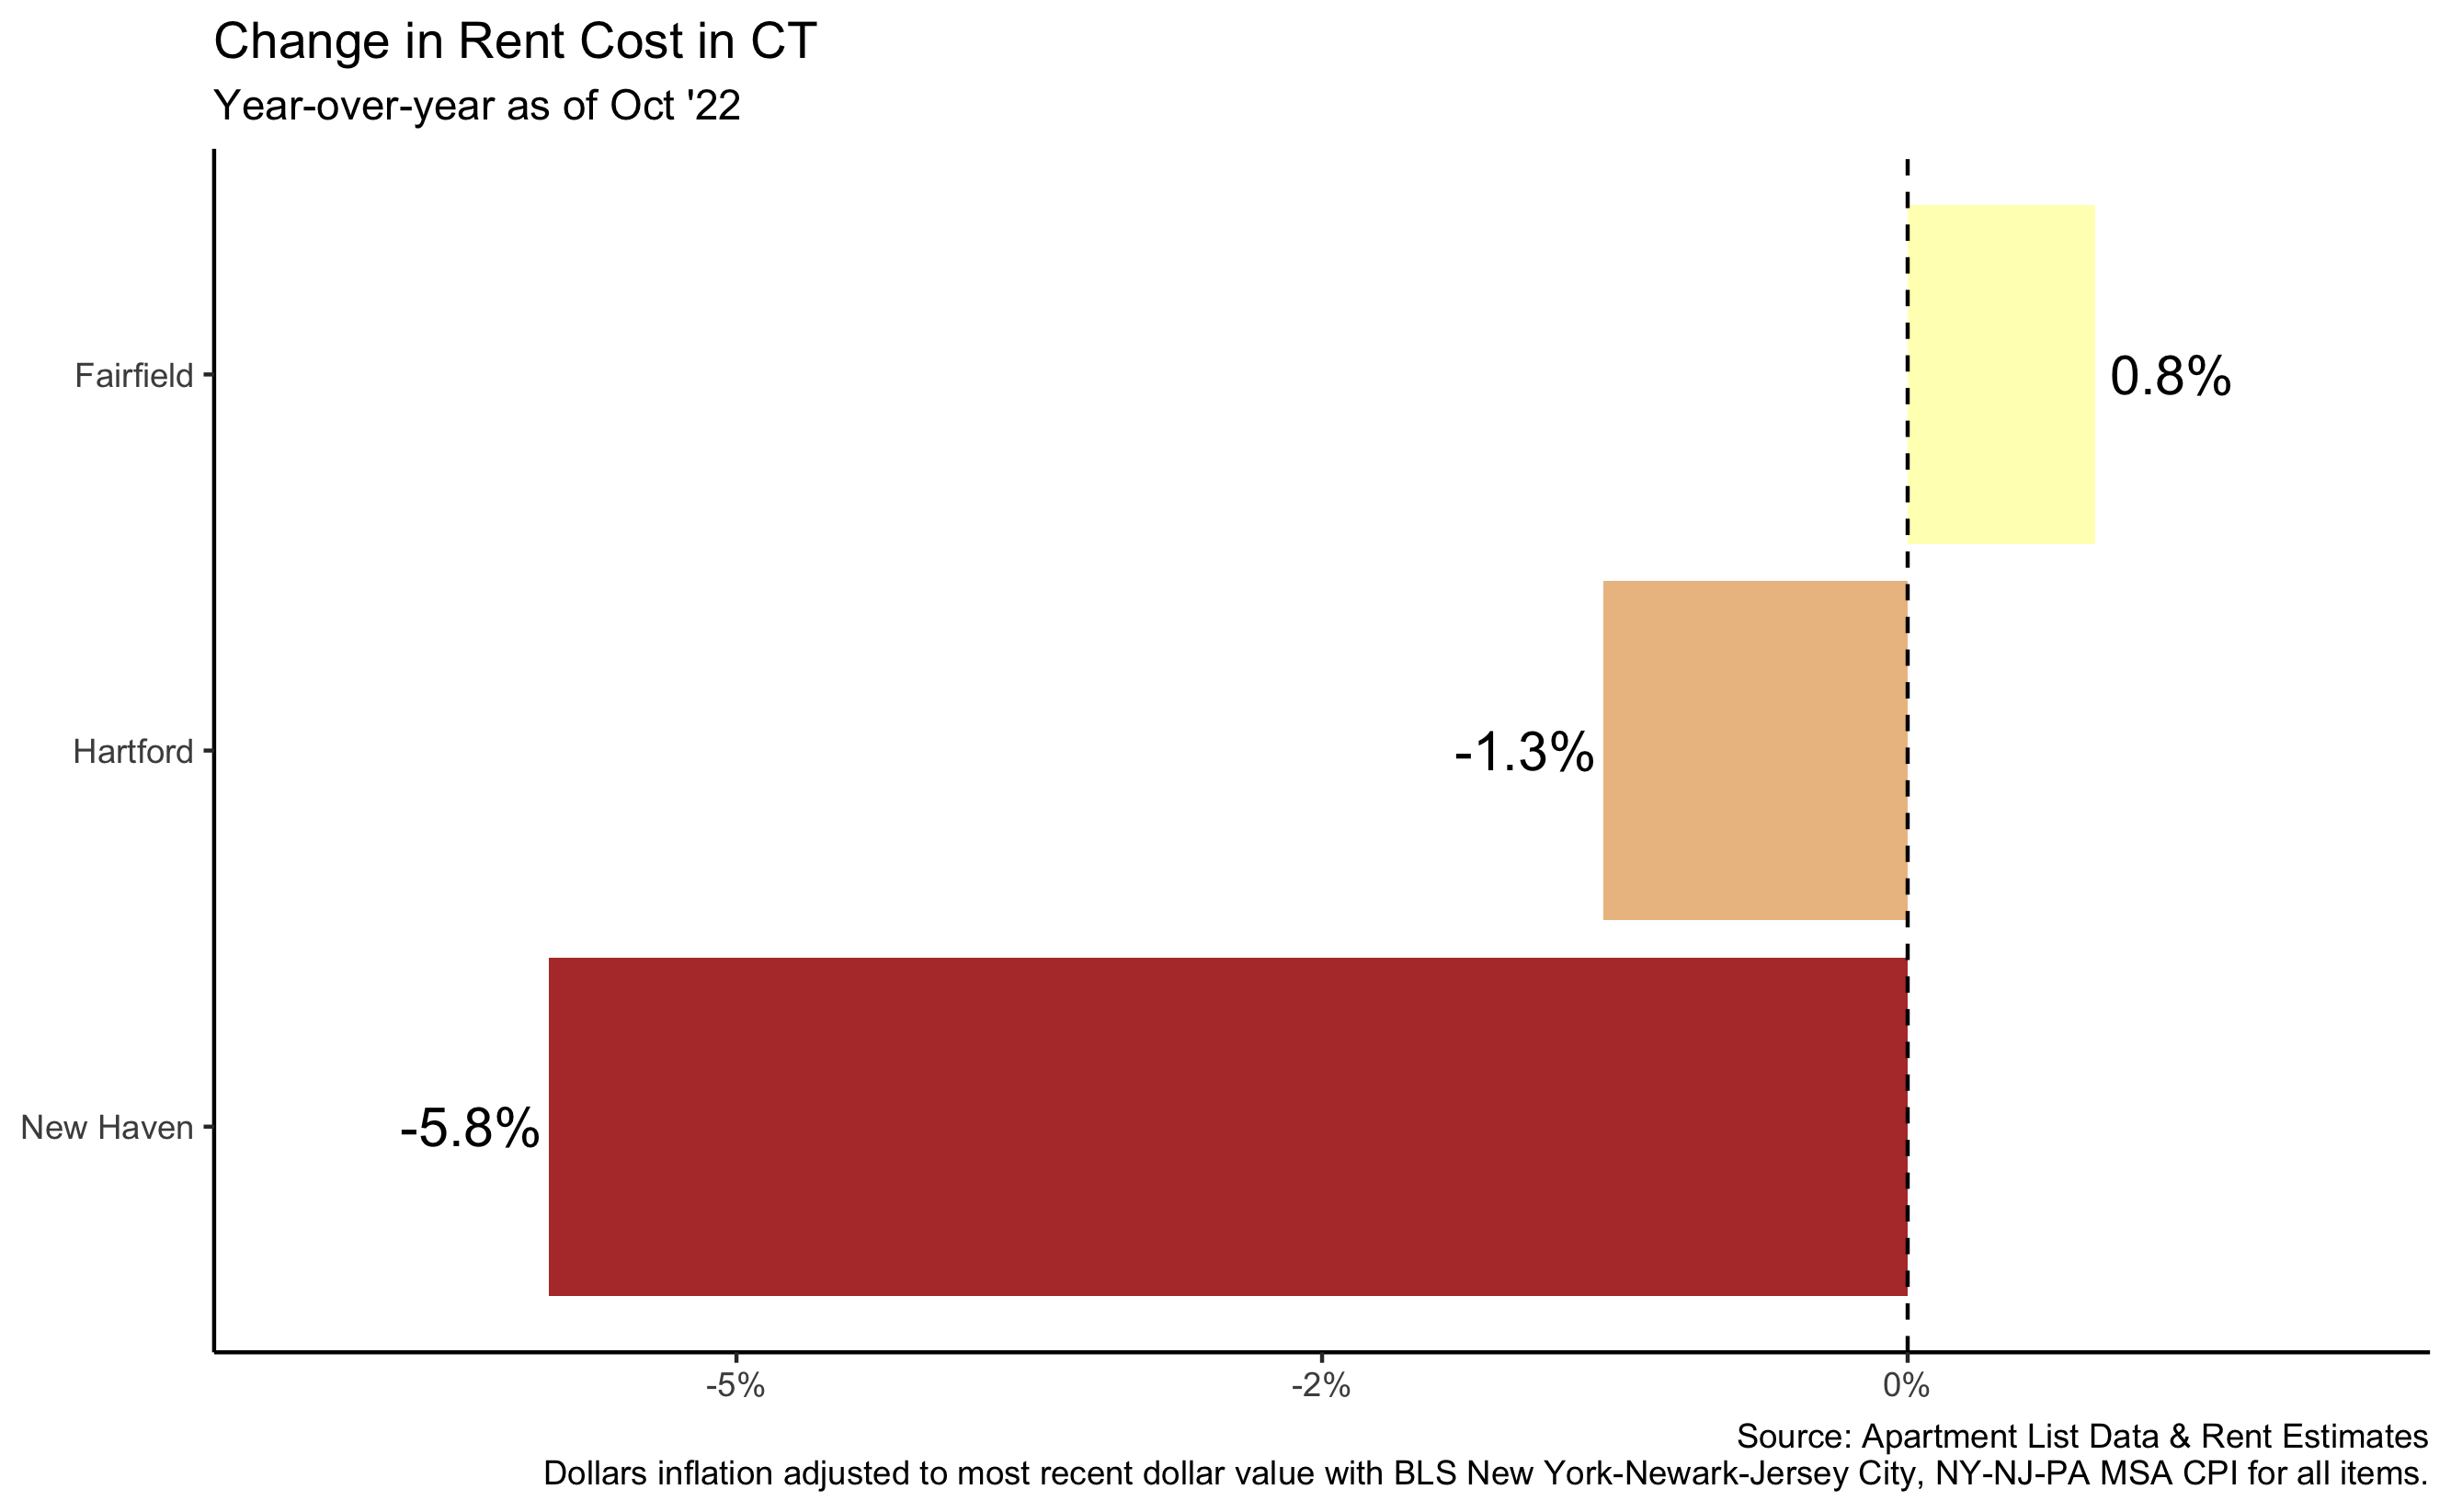 Change in Rent Cost in CT
Year-over-year as of Oct '22
Fairfield
0.8%
Hartford
-1.3%
New Haven
-5.8%
-5%
-2%
0%
Source: Apartment List Data & Rent Estimates
Dollars inflation adjusted to most recent dollar value with BLS New York-Newark-Jersey City, NY-NJ-PA MSA CPI for all items.